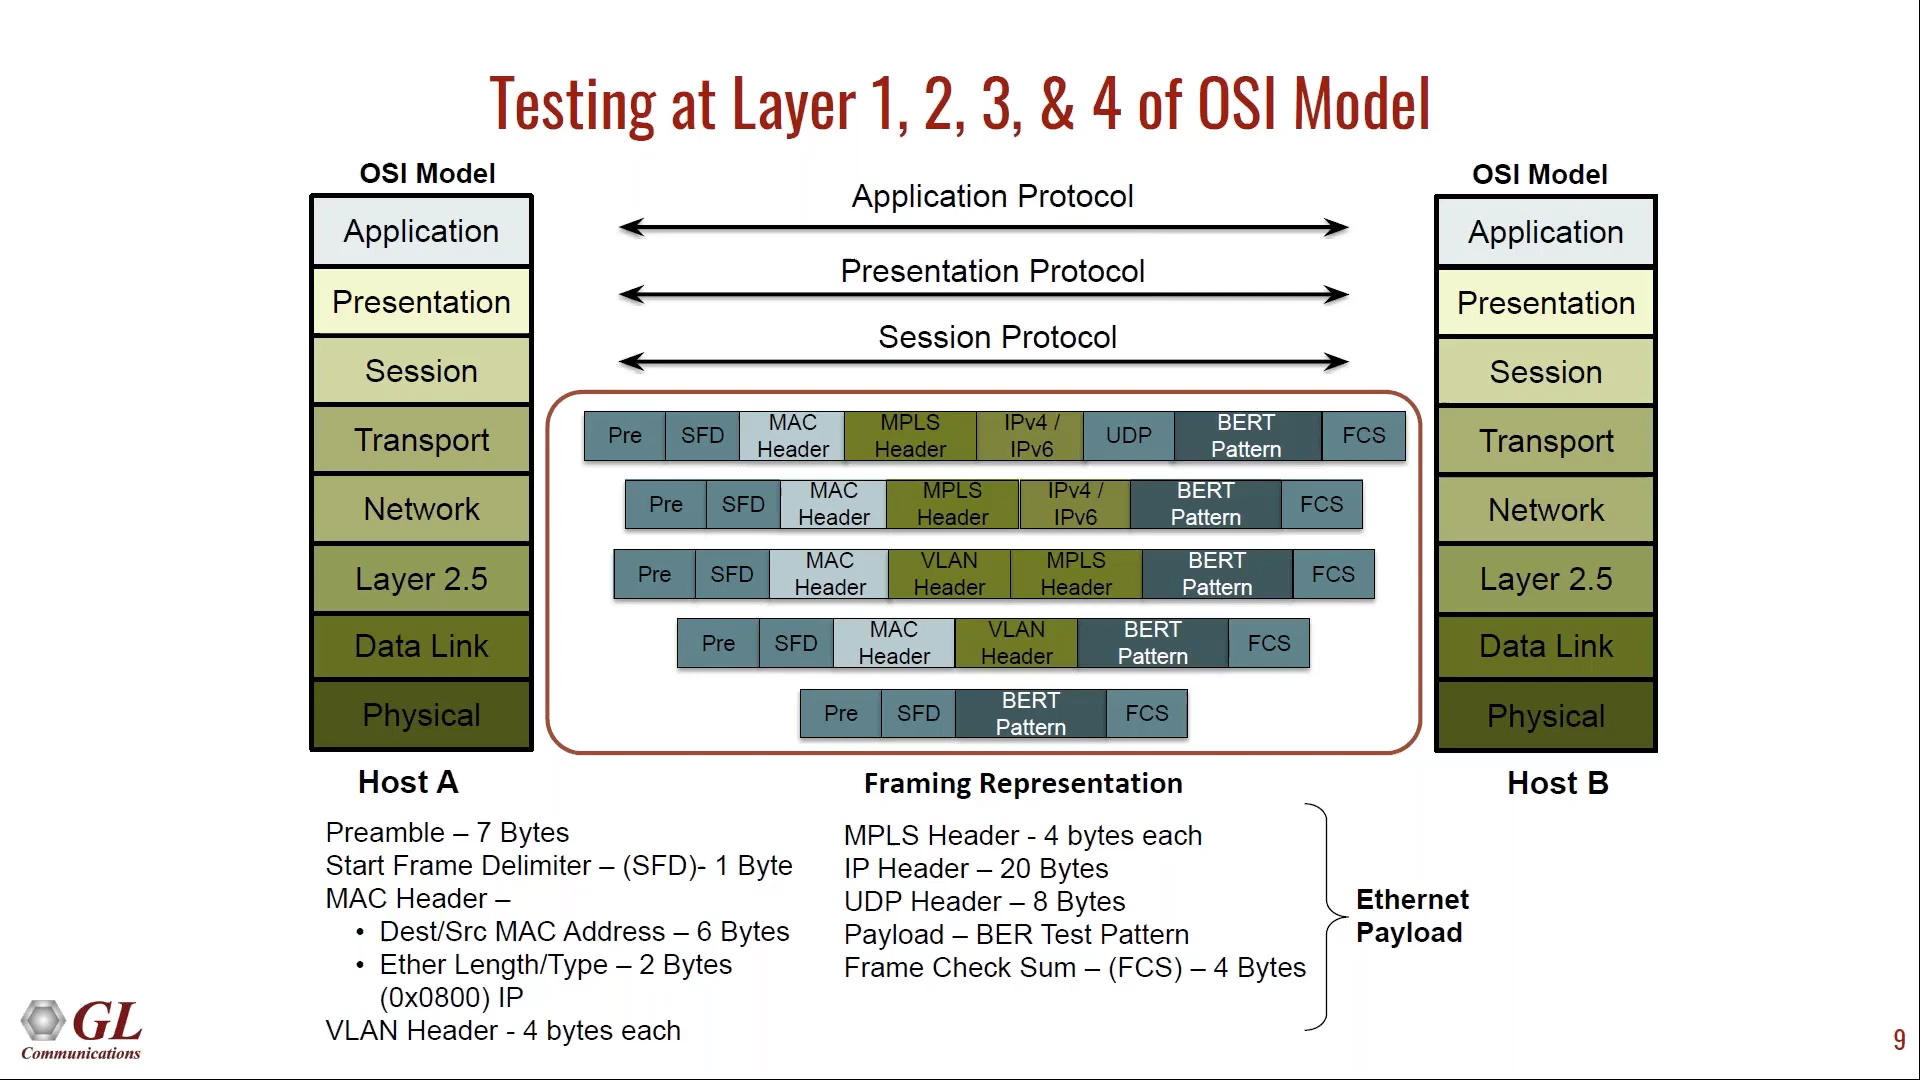 Testing at Layer 1, 2, 3, & 4 of OSI Model
OSI Model
Application
Presentation
Session
Transport
Network
Layer 2.5
Data Link
Physical
Host A
Application Protocol
Presentation Protocol
Session Protocol
Pre SFD MAC Header MPLS Header IPv4 / IPv6 UDP BERT Pattern FCS
Pre SFD MAC Header MPLS Header IPv4 / IPv6 BERT Pattern FCS
Pre SFD MAC Header VLAN Header MPLS Header BERT Pattern FCS
Pre SFD MAC Header VLAN Header BERT Pattern FCS
Pre SFD BERT Pattern FCS
Framing Representation
OSI Model
Application
Presentation
Session
Transport
Network
Layer 2.5
Data Link
Physical
Host B
Preamble – 7 Bytes
Start Frame Delimiter – (SFD)- 1 Byte
MAC Header –
• Dest/Src MAC Address – 6 Bytes
• Ether Length/Type – 2 Bytes
(0x0800) IP
VLAN Header - 4 bytes each
MPLS Header - 4 bytes each
IP Header – 20 Bytes
UDP Header – 8 Bytes
Payload – BER Test Pattern
Frame Check Sum – (FCS) – 4 Bytes
Ethernet
Payload
GL
Communications
9